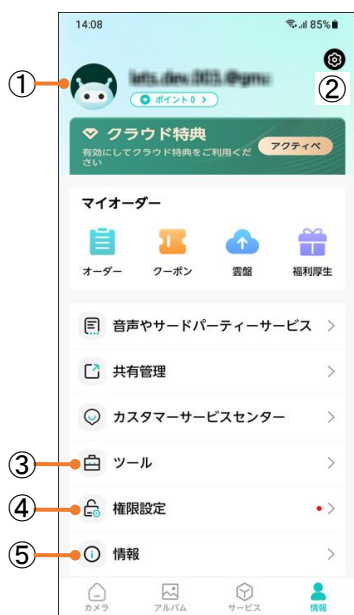 14:08
85%
①
②
ポイント0 >
クラウド特典
有効にしてクラウド特典をご利用くだ
さい
アクティベ
マイオーダー
オーダー クーポン 雲盤 福利厚生
音声やサードパーティーサービス
共有管理
カスタマーサービスセンター
③ ツール
④ 権限設定
⑤ 情報
カメラ アルバム サービス 情報